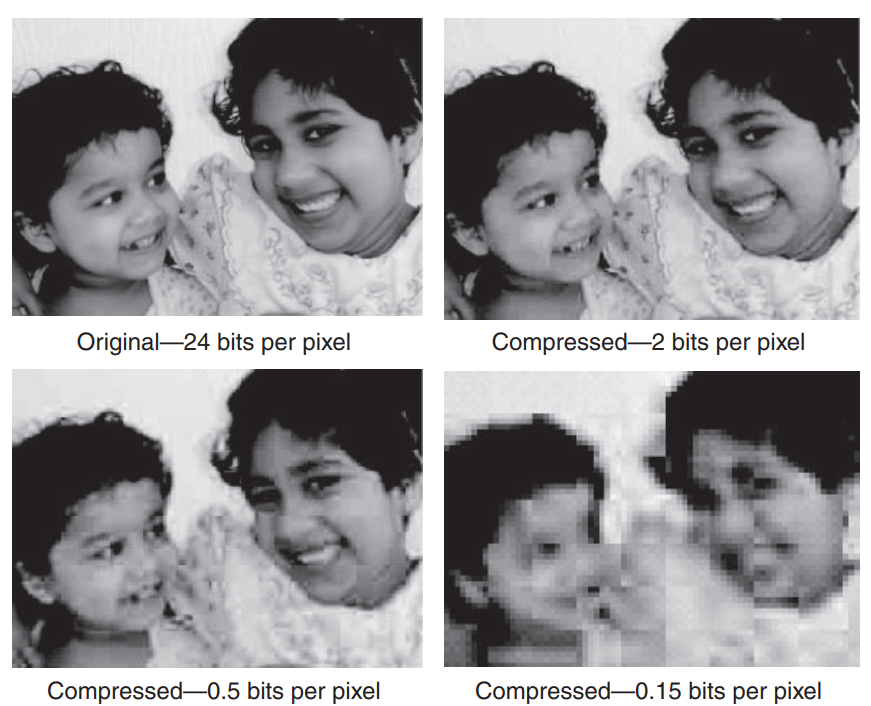 Original—24 bits per pixel
Compressed—2 bits per pixel
Compressed—0.5 bits per pixel
Compressed—0.15 bits per pixel